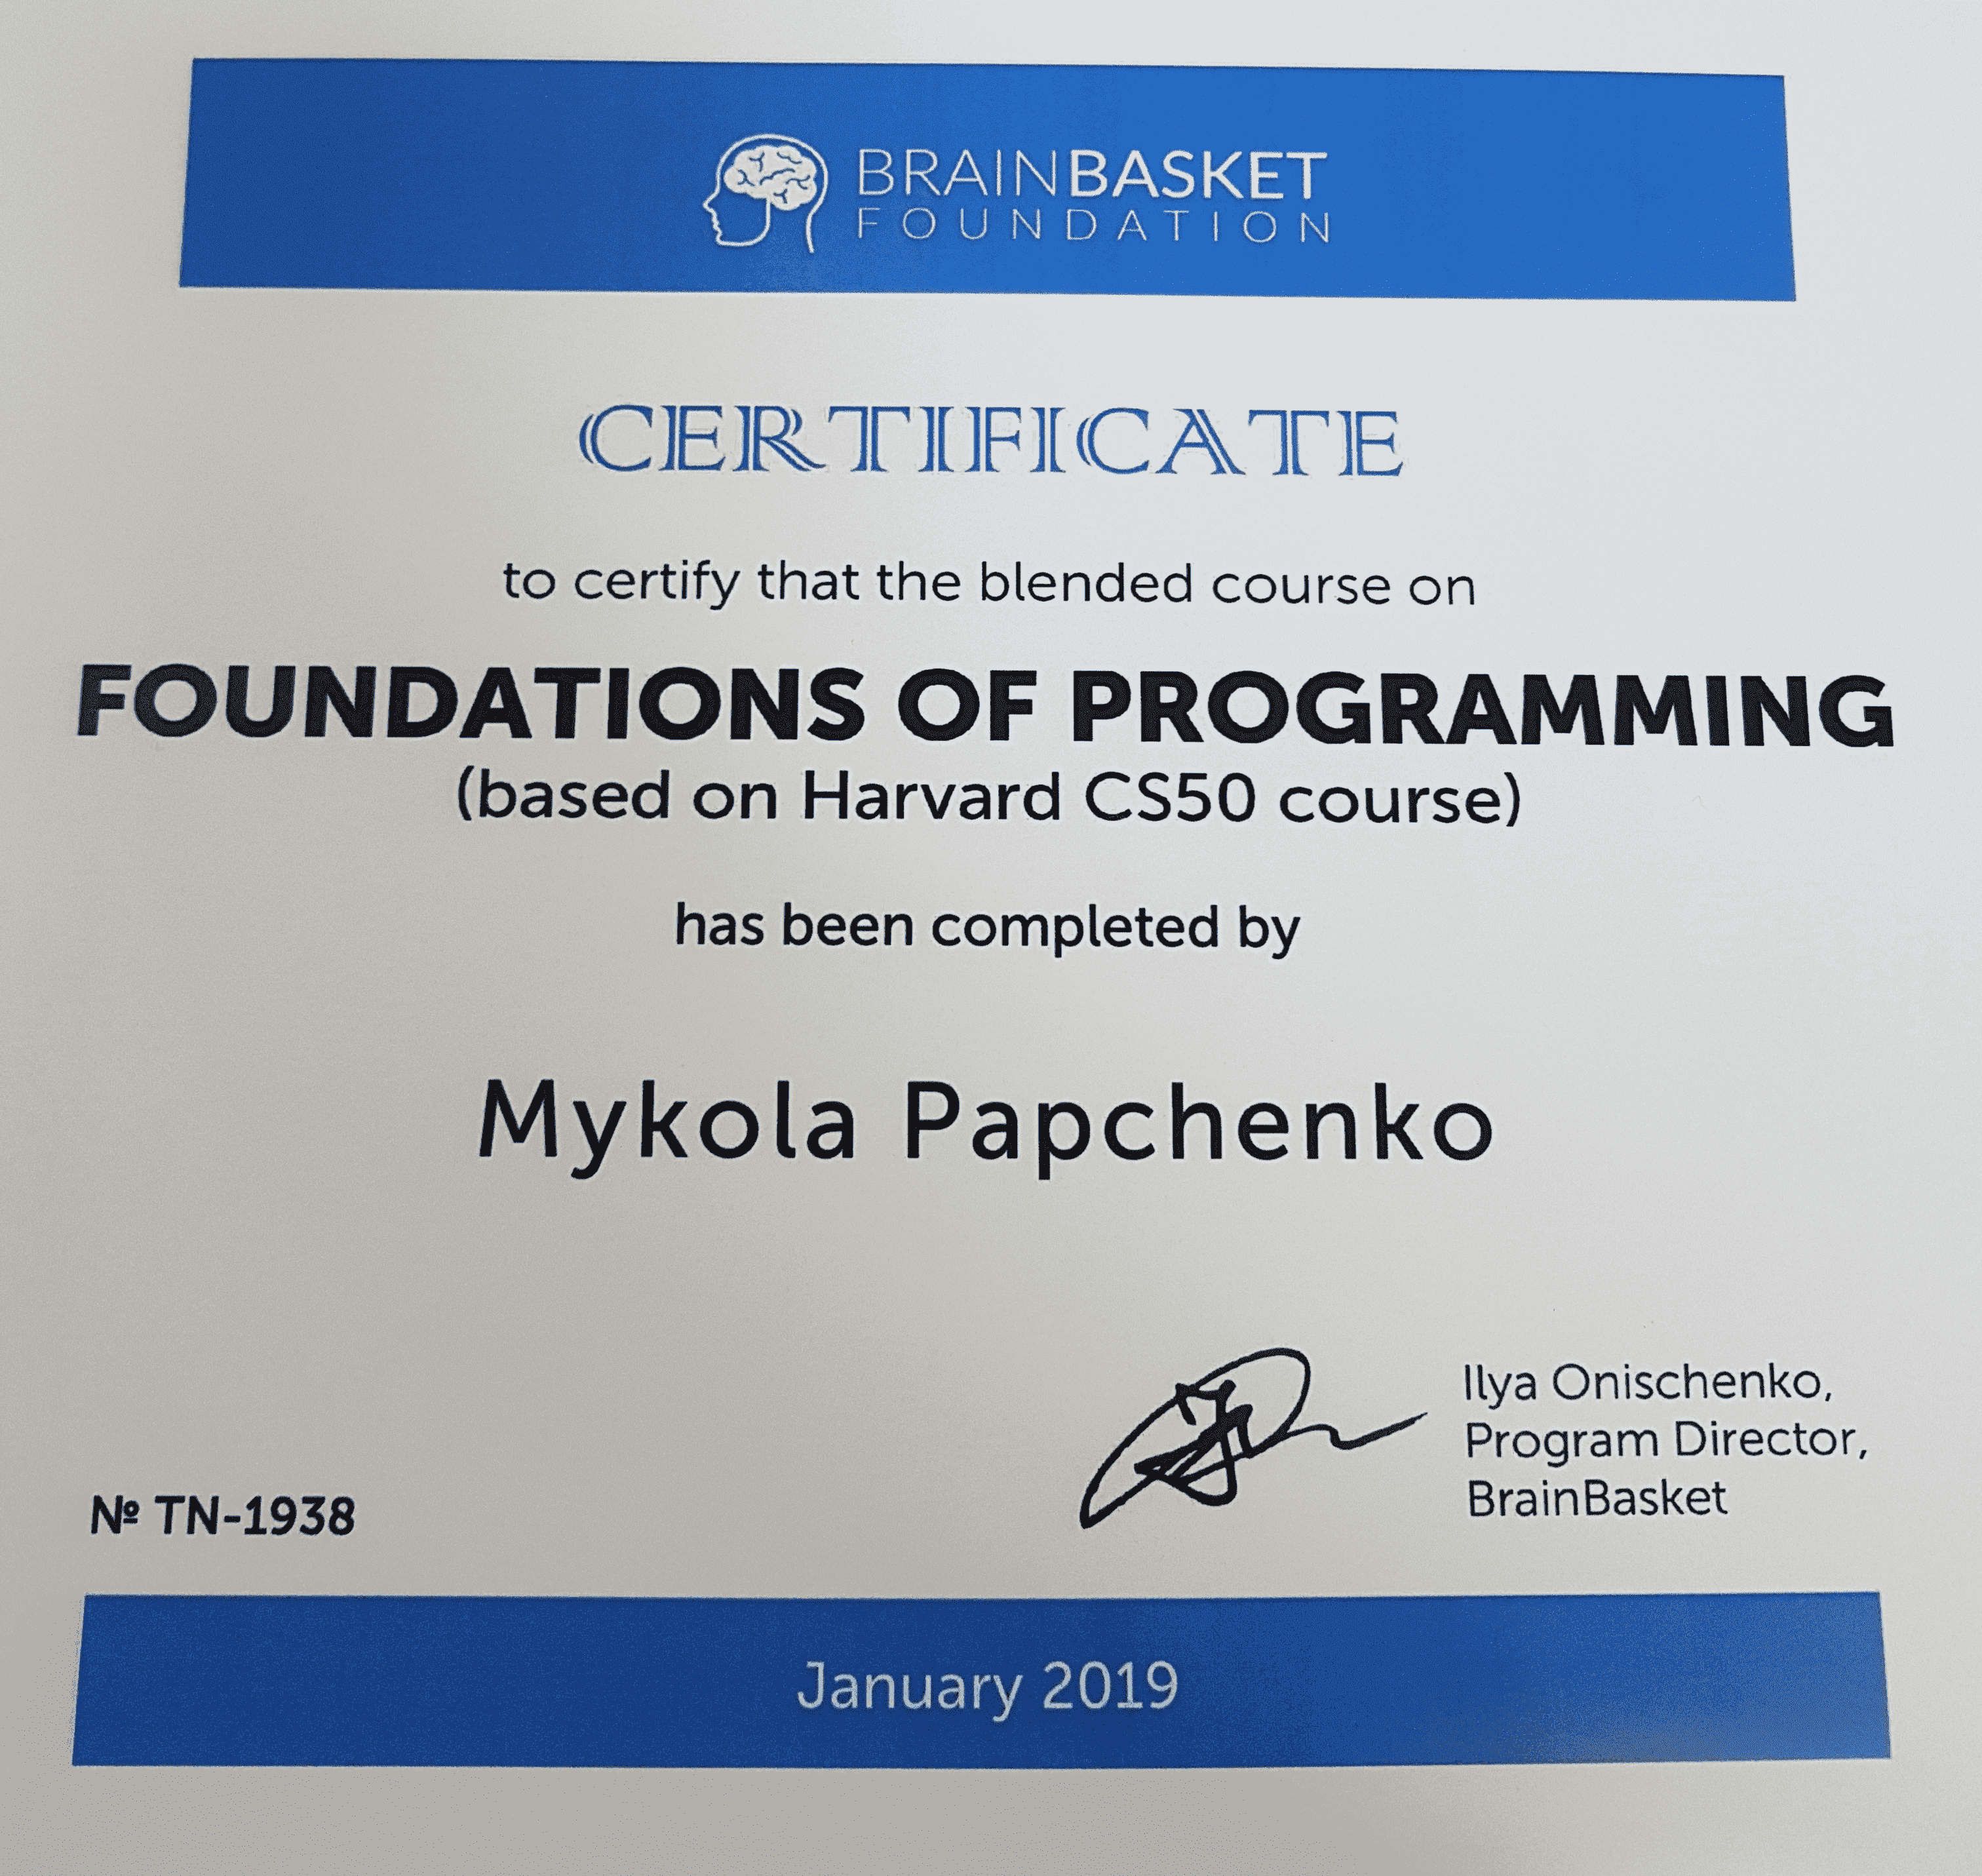 BRAINBASKET
FOUNDATION
CERTIFICATE
to certify that the blended course on
FOUNDATIONS OF PROGRAMMING
(based on Harvard CS50 course)
has been completed by
Mykola Papchenko
Ilya Onischenko,
Program Director,
BrainBasket
№ TN-1938
January 2019